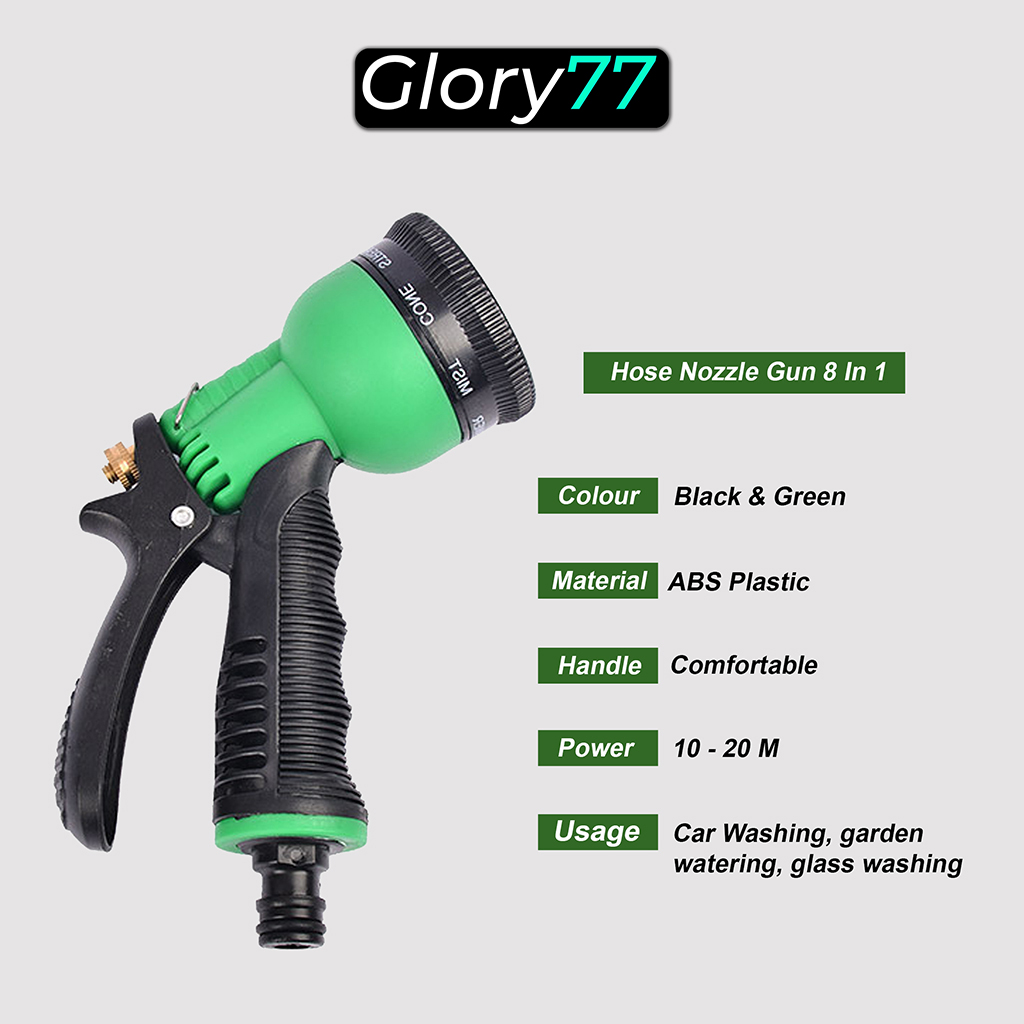 Glory77
CONE
MIST
Hose Nozzle Gun 8 In 1
Colour Black & Green
Material ABS Plastic
Handle Comfortable
Power 10 - 20 M
Usage Car Washing, garden
watering, glass washing